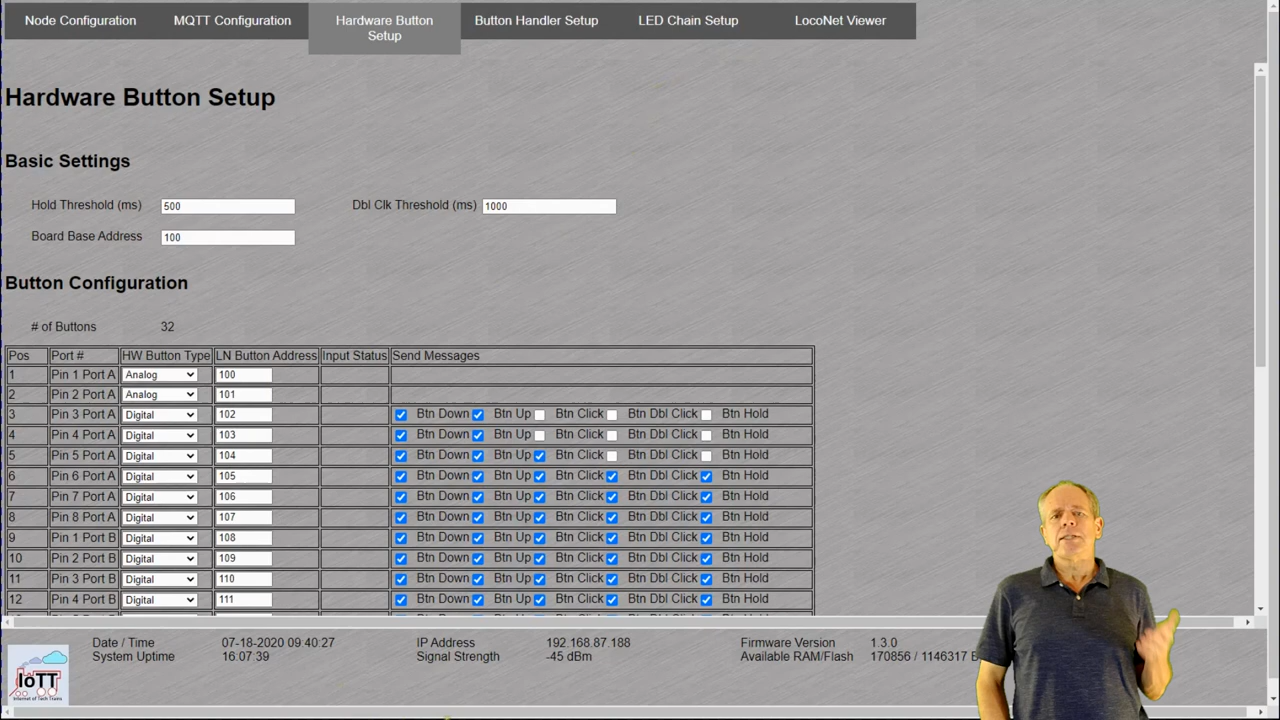 Node Configuration MQTT Configuration Hardware Button Setup Button Handler Setup LED Chain Setup LocoNet Viewer
Hardware Button Setup
Basic Settings
Hold Threshold (ms) 500 Dbl Clk Threshold (ms) 1000
Board Base Address 100
Button Configuration
# of Buttons 32
Pos Port # HW Button Type LN Button Address Input Status Send Messages
1 Pin 1 Port A Analog 100
2 Pin 2 Port A Analog 101
3 Pin 3 Port A Digital 102 Btn Down Btn Up Btn Click Btn Dbl Click Btn Hold
4 Pin 4 Port A Digital 103 Btn Down Btn Up Btn Click Btn Dbl Click Btn Hold
5 Pin 5 Port A Digital 104 Btn Down Btn Up Btn Click Btn Dbl Click Btn Hold
6 Pin 6 Port A Digital 105 Btn Down Btn Up Btn Click Btn Dbl Click Btn Hold
7 Pin 7 Port A Digital 106 Btn Down Btn Up Btn Click Btn Dbl Click Btn Hold
8 Pin 8 Port A Digital 107 Btn Down Btn Up Btn Click Btn Dbl Click Btn Hold
9 Pin 1 Port B Digital 108 Btn Down Btn Up Btn Click Btn Dbl Click Btn Hold
10 Pin 2 Port B Digital 109 Btn Down Btn Up Btn Click Btn Dbl Click Btn Hold
11 Pin 3 Port B Digital 110 Btn Down Btn Up Btn Click Btn Dbl Click Btn Hold
12 Pin 4 Port B Digital 111 Btn Down Btn Up Btn Click Btn Dbl Click Btn Hold
Date / Time 07-18-2020 09:40:27 IP Address 192.168.87.188 Firmware Version 1.3.0
System Uptime 16:07:39 Signal Strength -45 dBm Available RAM/Flash 170856 / 1146317 B
IoTT
Internet of Tech Trains